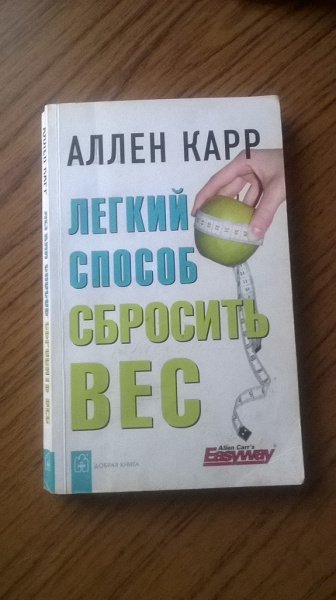 АЛЛЕН КАРР
ЛЕГКИЙ
СПОСОБ
СБРОСИТЬ
ВЕС
Allen Carr's
Easyway
ДОБРАЯ КНИГА